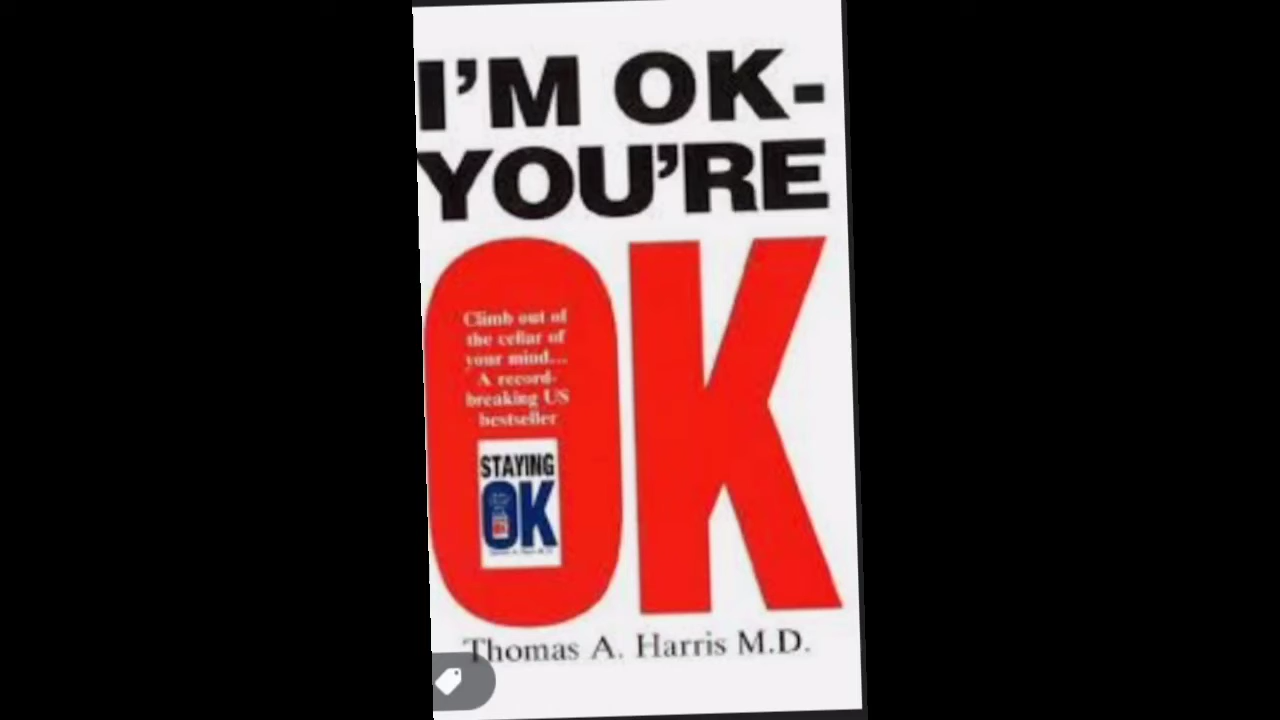 I'M OK-
YOU'RE
OK
Climb out of
the cellar of
your mind...
A record-
breaking US
bestseller
STAYING
OK
Thomas A. Harris M.D.